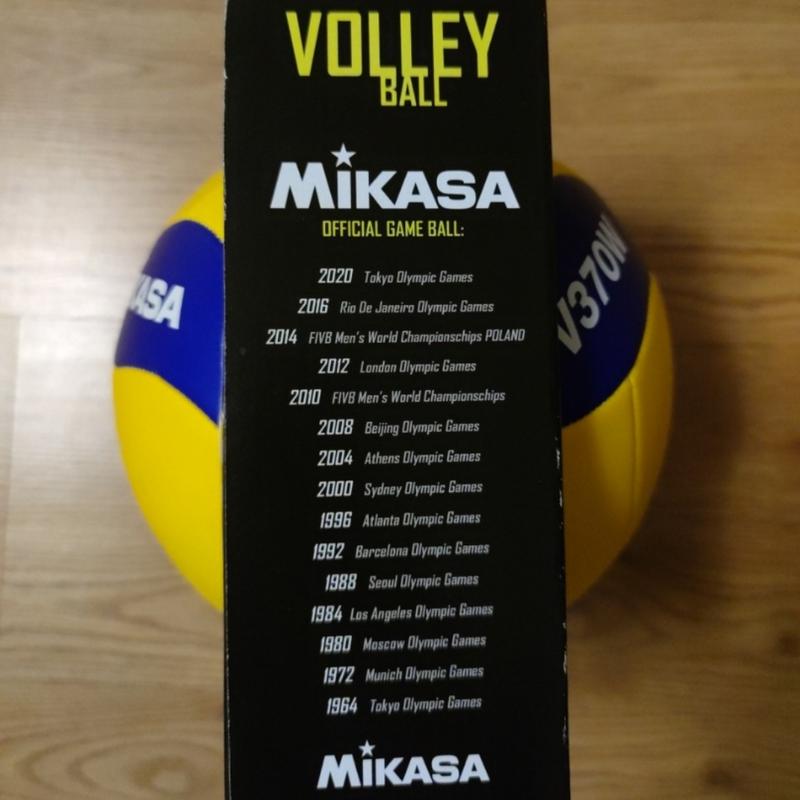 VOLLEY
BALL
MIKASA
OFFICIAL GAME BALL:
2020 Tokyo Olympic Games
2016 Rio De Janeiro Olympic Games
2014 FIVB Men's World Championschips POLAND
2012 London Olympic Games
2010 FIVB Men's World Championschips
2008 Beijing Olympic Games
2004 Athens Olympic Games
2000 Sydney Olympic Games
1996 Atlanta Olympic Games
1992 Barcelona Olympic Games
1988 Seoul Olympic Games
1984 Los Angeles Olympic Games
1980 Moscow Olympic Games
1972 Munich Olympic Games
1964 Tokyo Olympic Games
MIKASA
KASA
V370W